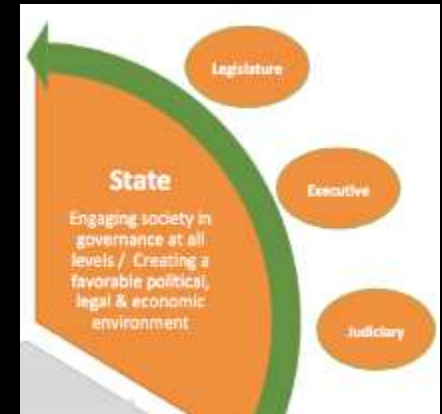 Legislature
State
Executive
Engaging society in
governance at all
levels / Creating a
favorable political,
legal & economic
environment
Judiciary